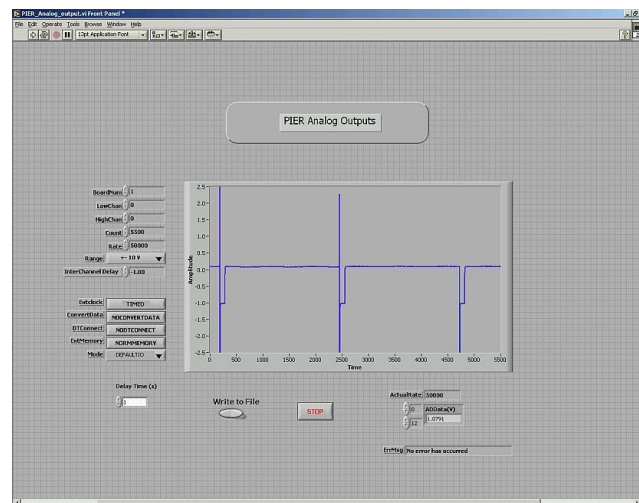 PIER_Analog_output.vi Front Panel *
File Edit Operate Tools Browse Window Help
13pt Application Font
PIER Analog Outputs
BoardNum 1
LowChan 0
HighChan 0
Count 5500
Rate 50000
Range +- 10 V
InterChannel Delay -1.00
Extclock TIMED
ConvertData NOCONVERTDATA
DTConnect NODTCONNECT
ExtMemory NORMMEMORY
Mode DEFAULTIO
Amplitude
2.5
2.0
1.5
1.0
0.5
0.0
-0.5
-1.0
-1.5
-2.0
-2.5
0 500 1000 1500 2000 2500 3000 3500 4000 4500 5000 5500
Time
Delay Time (s)
1
Write to File
STOP
ActualRate 50000
0 ADData(V)
12 1.0791
ErrMsg No error has occurred